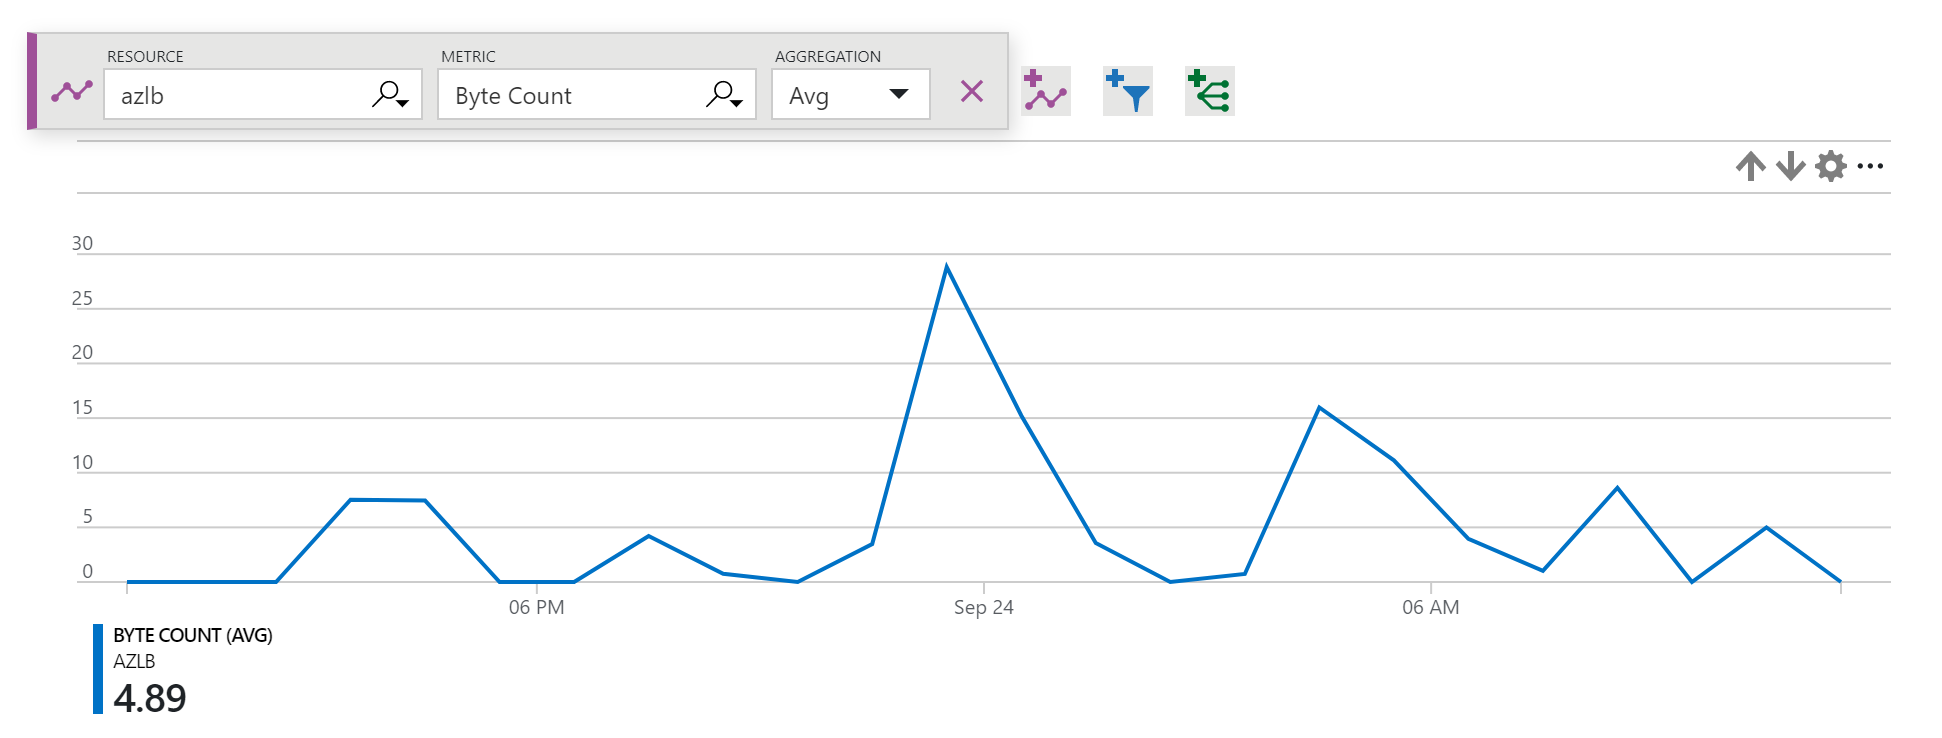 RESOURCE METRIC AGGREGATION
azlb Byte Count Avg
30
25
20
15
10
5
0
06 PM Sep 24 06 AM
BYTE COUNT (AVG)
AZLB
4.89